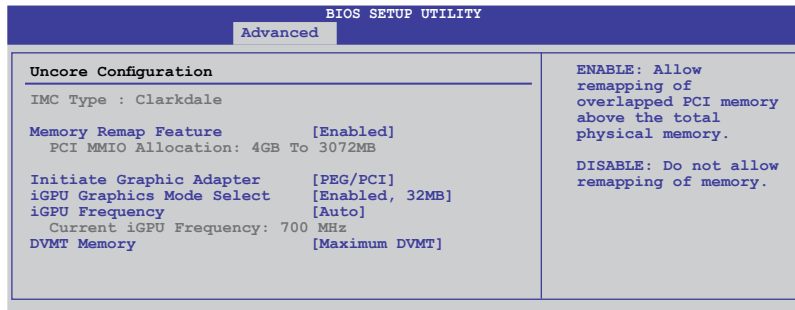 BIOS SETUP UTILITY
Advanced
Uncore Configuration
IMC Type : Clarkdale
Memory Remap Feature [Enabled]
PCI MMIO Allocation: 4GB To 3072MB
Initiate Graphic Adapter [PEG/PCI]
iGPU Graphics Mode Select [Enabled, 32MB]
iGPU Frequency [Auto]
Current iGPU Frequency: 700 MHz
DVMT Memory [Maximum DVMT]
ENABLE: Allow
remapping of
overlapped PCI memory
above the total
physical memory.
DISABLE: Do not allow
remapping of memory.